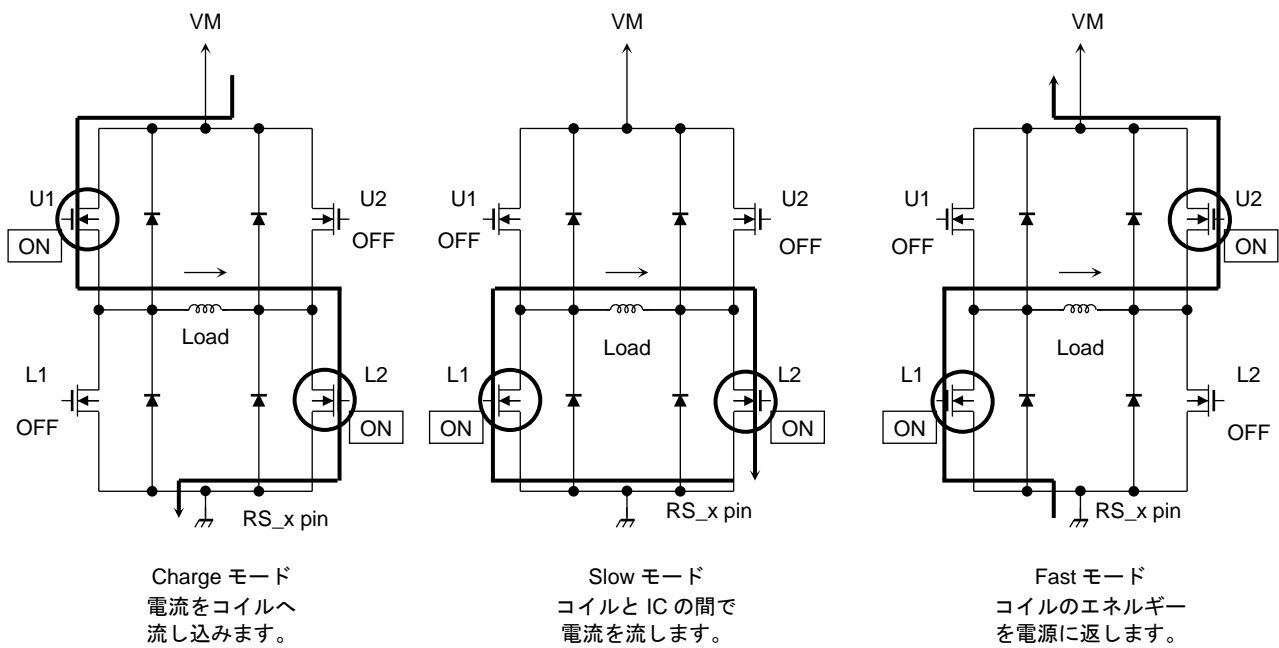 VM
U1
U2
ON
OFF
Load
L1
L2
OFF
ON
RS_x pin
Charge モード
電流をコイルへ
流し込みます。
VM
U1
U2
OFF
OFF
Load
L1
L2
ON
ON
RS_x pin
Slow モード
コイルと IC の間で
電流を流します。
VM
U1
U2
OFF
ON
Load
L1
L2
ON
OFF
RS_x pin
Fast モード
コイルのエネルギー
を電源に返します。